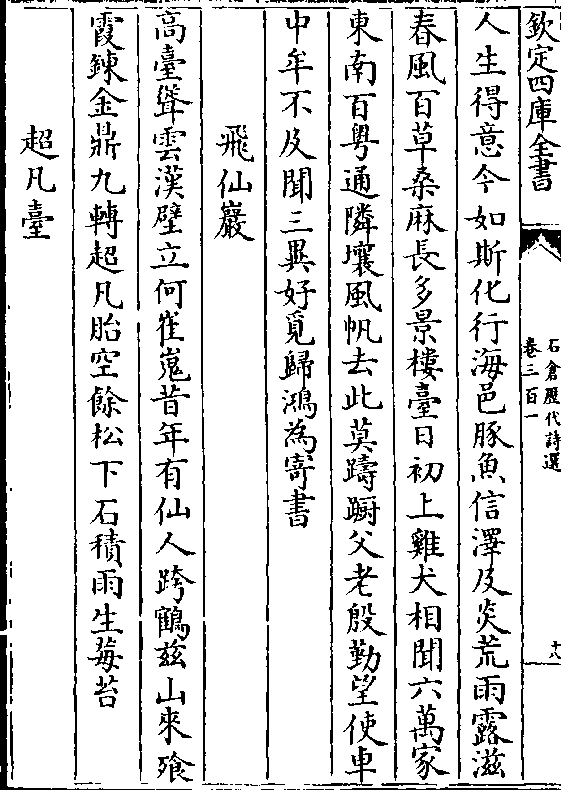 欽定四庫全書
石倉歷代詩選
卷三百一
十八
人生得意今如斯化行海邑豚魚信澤及炎荒雨露滋
春風百草桑麻長多景樓臺日初上雞犬相聞六萬家
東南百粤通隣壤風帆去此莫躊躕父老殷勤望使車
中牟不及聞三異好覓歸鴻為寄書
飛仙巖
髙臺聳雲漢壁立何崔嵬昔年有仙人跨鶴兹山來飱
霞鍊金鼎九轉超凡胎空餘松下石積雨生莓苔
超凡臺